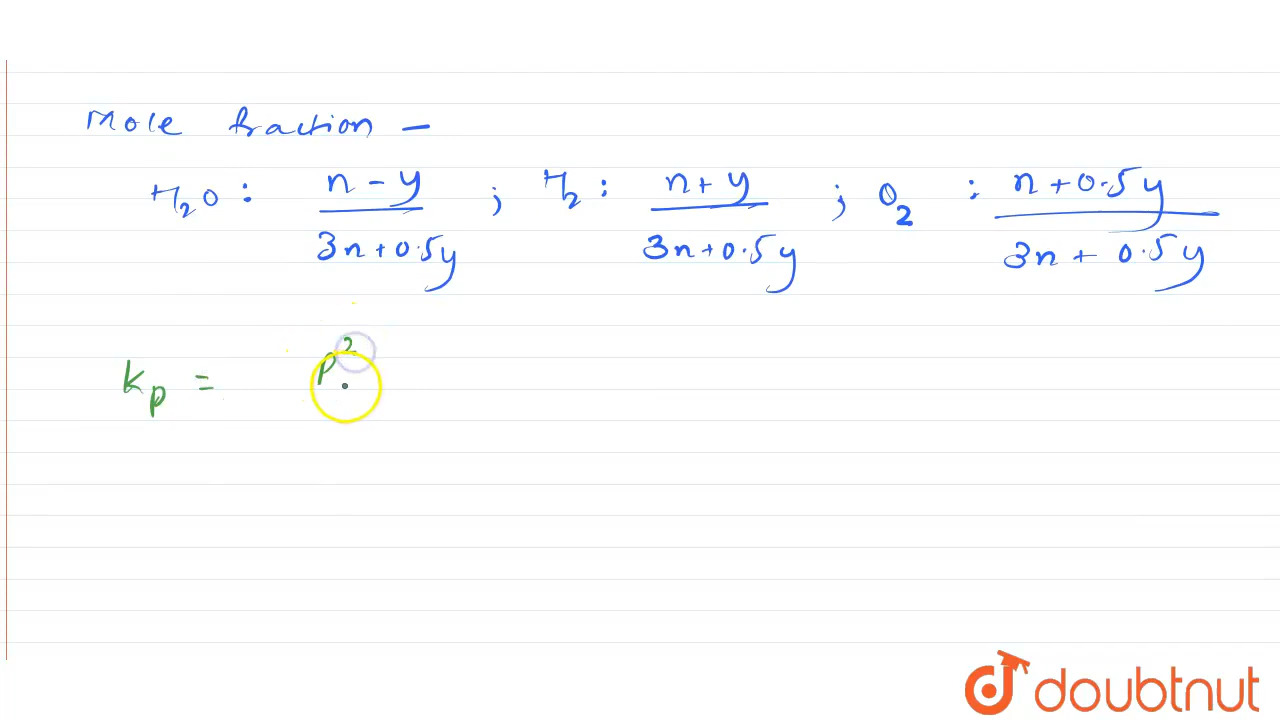 Mole fraction –
H₂O : n - y / 3n + 0.5y ; H₂ : n + y / 3n + 0.5y ; O₂ : n + 0.5y / 3n + 0.5y
Kp = p²
doubtnut